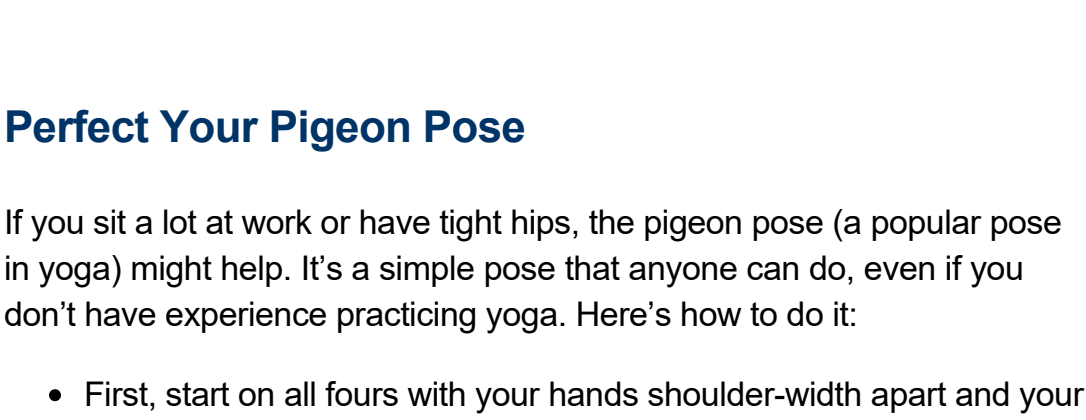 Perfect Your Pigeon Pose
If you sit a lot at work or have tight hips, the pigeon pose (a popular pose
in yoga) might help. It’s a simple pose that anyone can do, even if you
don’t have experience practicing yoga. Here’s how to do it:
• First, start on all fours with your hands shoulder-width apart and your